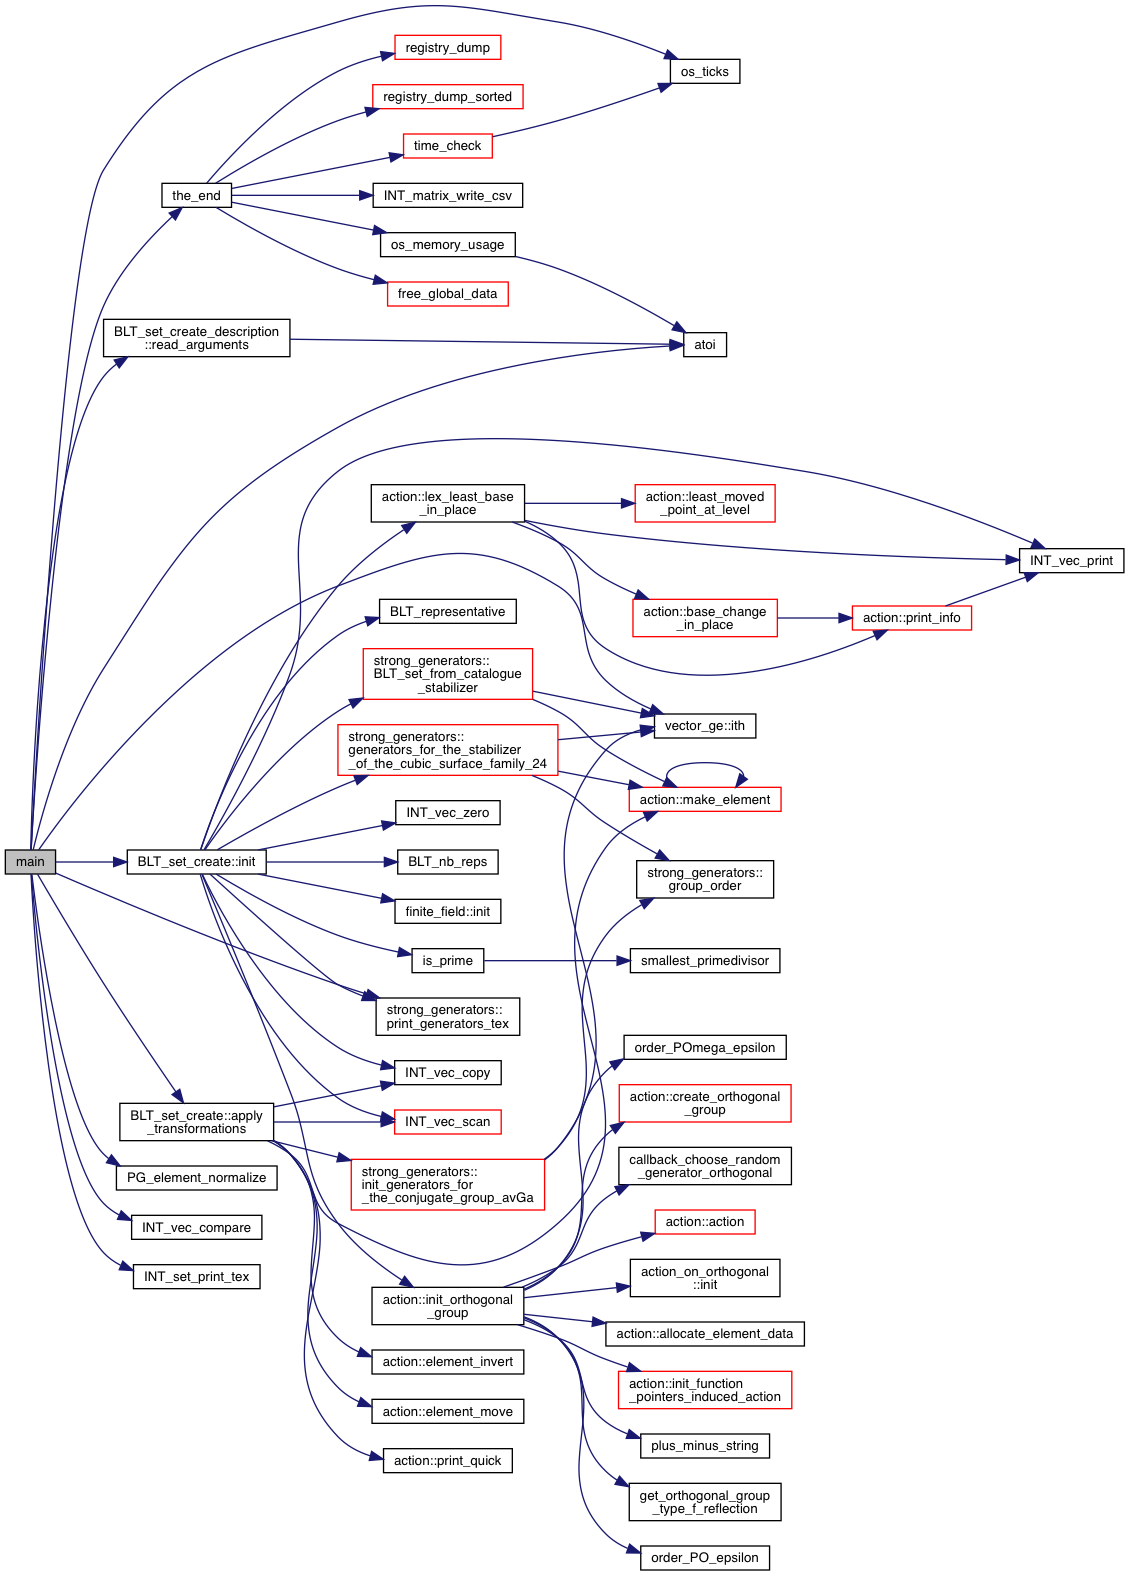 registry_dump
os_ticks
registry_dump_sorted
time_check
the_end
INT_matrix_write_csv
os_memory_usage
free_global_data
BLT_set_create_description
::read_arguments
atoi
action::lex_least_base
_in_place
action::least_moved
_point_at_level
INT_vec_print
BLT_representative
action::base_change
_in_place
action::print_info
strong_generators::
BLT_set_from_catalogue
_stabilizer
vector_ge::ith
strong_generators::
generators_for_the_stabilizer
_of_the_cubic_surface_family_24
action::make_element
INT_vec_zero
main
BLT_set_create::init
BLT_nb_reps
strong_generators::
group_order
finite_field::init
is_prime
smallest_primedivisor
strong_generators::
print_generators_tex
order_POmega_epsilon
INT_vec_copy
action::create_orthogonal
_group
BLT_set_create::apply
_transformations
INT_vec_scan
callback_choose_random
_generator_orthogonal
PG_element_normalize
strong_generators::
init_generators_for
_the_conjugate_group_avGa
INT_vec_compare
action::action
INT_set_print_tex
action_on_orthogonal
::init
action::init_orthogonal
_group
action::allocate_element_data
action::element_invert
action::init_function
_pointers_induced_action
action::element_move
plus_minus_string
action::print_quick
get_orthogonal_group
_type_f_reflection
order_PO_epsilon